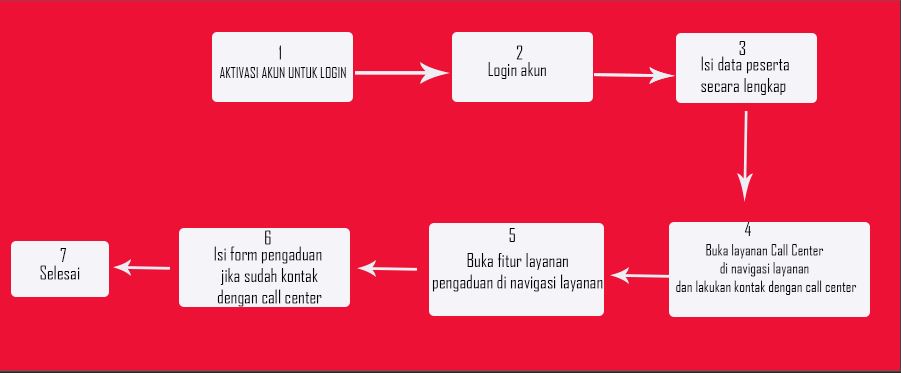 1
AKTIVASI AKUN UNTUK LOGIN
2
Login akun
3
Isi data peserta
secara lengkap
4
Buka layanan Call Center
di navigasi layanan
dan lakukan kontak dengan call center
5
Buka fitur layanan
pengaduan di navigasi layanan
6
Isi form pengaduan
jika sudah kontak
dengan call center
7
Selesai